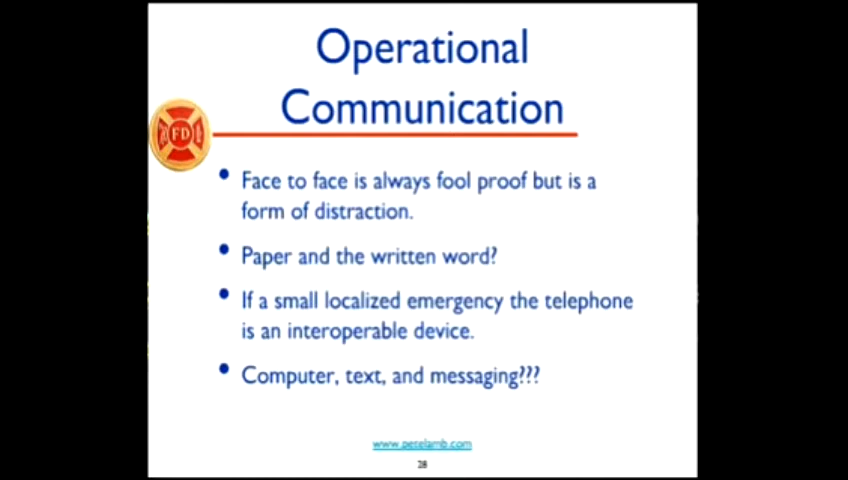 Operational
Communication
FD
• Face to face is always fool proof but is a
form of distraction.
• Paper and the written word?
• If a small localized emergency the telephone
is an interoperable device.
• Computer, text, and messaging???
www.petelamb.com
28